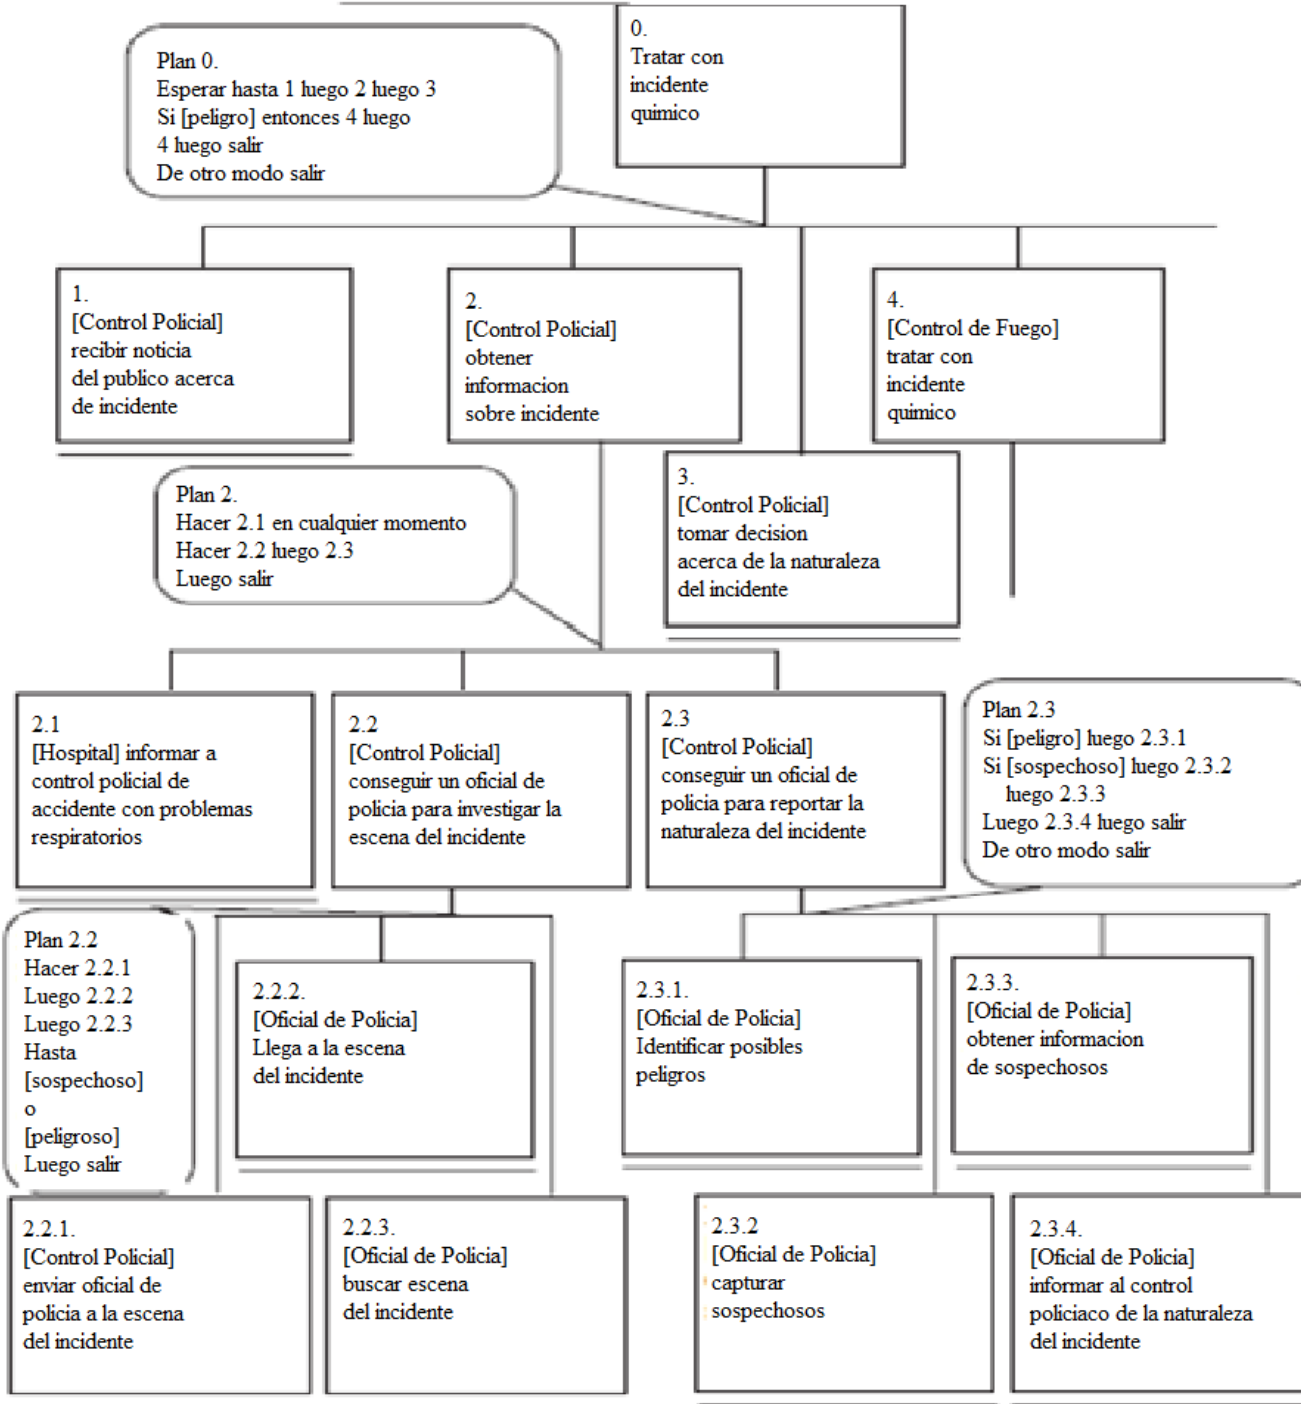 0.
Tratar con
incidente
quimico
Plan 0.
Esperar hasta 1 luego 2 luego 3
Si [peligro] entonces 4 luego
4 luego salir
De otro modo salir
1.
[Control Policial]
recibir noticia
del publico acerca
de incidente
2.
[Control Policial]
obtener
informacion
sobre incidente
4.
[Control de Fuego]
tratar con
incidente
quimico
3.
[Control Policial]
tomar decision
acerca de la naturaleza
del incidente
Plan 2.
Hacer 2.1 en cualquier momento
Hacer 2.2 luego 2.3
Luego salir
2.1
[Hospital] informar a
control policial de
accidente con problemas
respiratorios
2.2
[Control Policial]
conseguir un oficial de
policia para investigar la
escena del incidente
2.3
[Control Policial]
conseguir un oficial de
policia para reportar la
naturaleza del incidente
Plan 2.3
Si [peligro] luego 2.3.1
Si [sospechoso] luego 2.3.2
luego 2.3.3
Luego 2.3.4 luego salir
De otro modo salir
Plan 2.2
Hacer 2.2.1
Luego 2.2.2
Luego 2.2.3
Hasta
[sospechoso]
o
[peligroso]
Luego salir
2.2.2.
[Oficial de Policia]
Llega a la escena
del incidente
2.3.1.
[Oficial de Policia]
Identificar posibles
peligros
2.3.3.
[Oficial de Policia]
obtener informacion
de sospechosos
2.2.1.
[Control Policial]
enviar oficial de
policia a la escena
del incidente
2.2.3.
[Oficial de Policia]
buscar escena
del incidente
2.3.2
[Oficial de Policia]
capturar
sospechosos
2.3.4.
[Oficial de Policia]
informar al control
policiaco de la naturaleza
del incidente